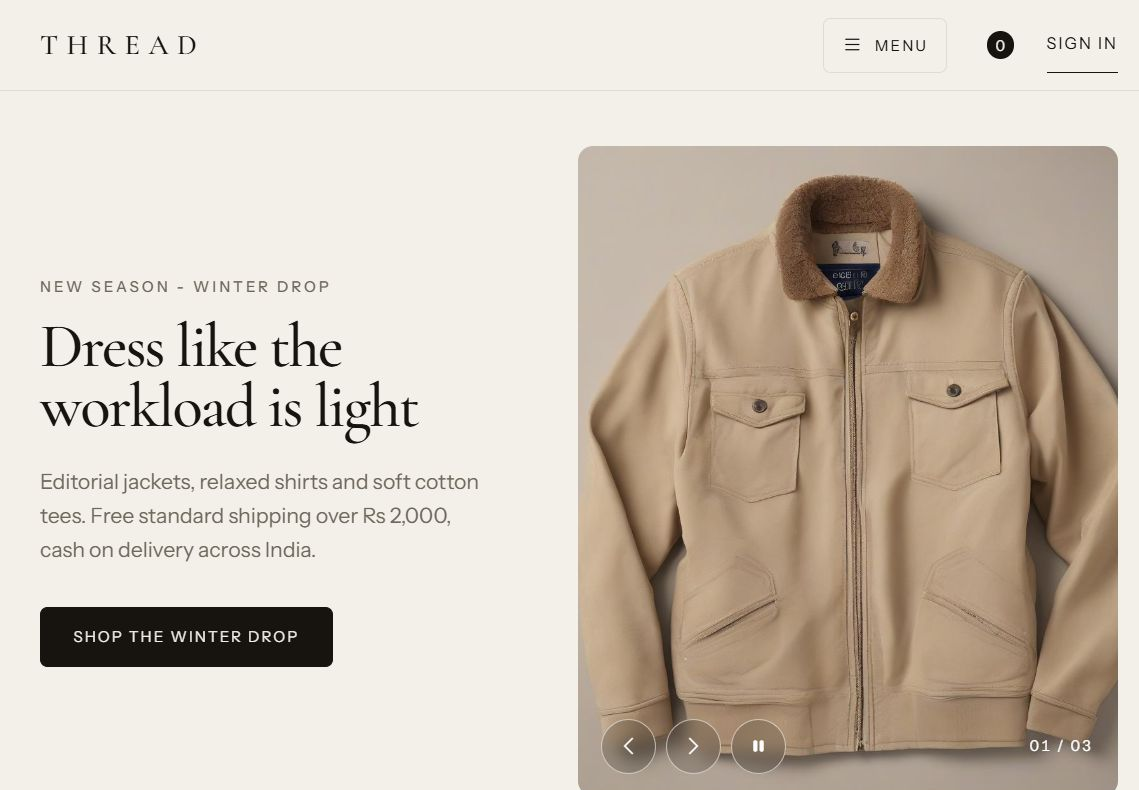 THREAD
MENU
0
SIGN IN
NEW SEASON - WINTER DROP
Dress like the
workload is light
Editorial jackets, relaxed shirts and soft cotton
tees. Free standard shipping over Rs 2,000,
cash on delivery across India.
SHOP THE WINTER DROP
01 / 03